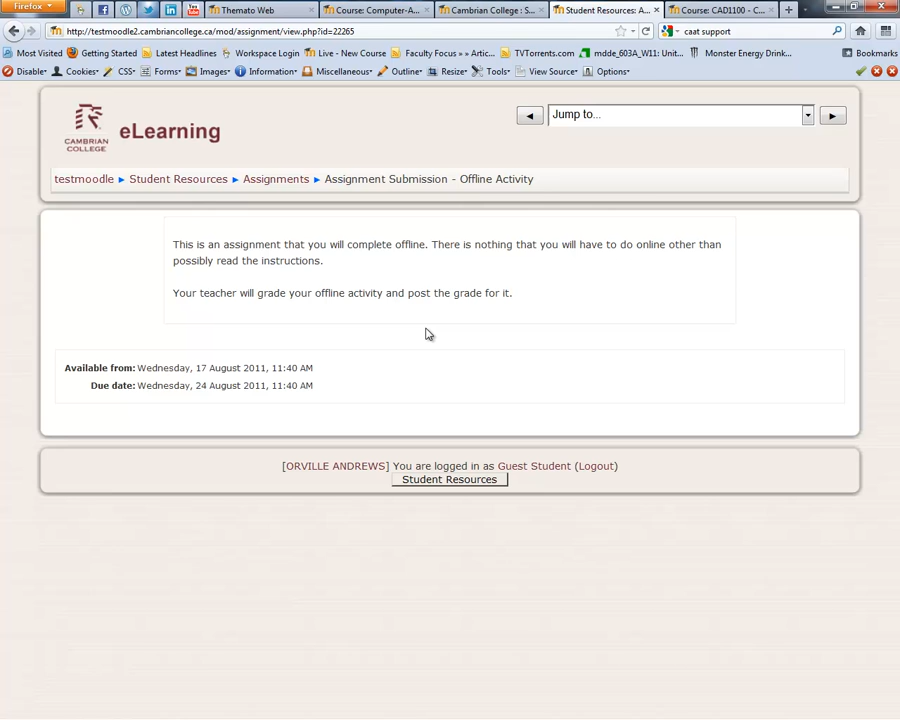 Firefox
Themato Web
Course: Computer-A...
Cambrian College : S...
Student Resources: A...
Course: CAD1100 - C...
http://testmoodle2.cambriancollege.ca/mod/assignment/view.php?id=22265
caat support
Most Visited
Getting Started
Latest Headlines
Workspace Login
Live - New Course
Faculty Focus » » Artic...
TVTorrents.com
mdde_603A_W11: Unit...
Monster Energy Drink...
Bookmarks
Disable
Cookies
CSS
Forms
Images
Information
Miscellaneous
Outline
Resize
Tools
View Source
Options
CAMBRIAN COLLEGE
eLearning
Jump to...
testmoodle ► Student Resources ► Assignments ► Assignment Submission - Offline Activity
This is an assignment that you will complete offline. There is nothing that you will have to do online other than
possibly read the instructions.
Your teacher will grade your offline activity and post the grade for it.
Available from: Wednesday, 17 August 2011, 11:40 AM
Due date: Wednesday, 24 August 2011, 11:40 AM
[ORVILLE ANDREWS] You are logged in as Guest Student (Logout)
Student Resources